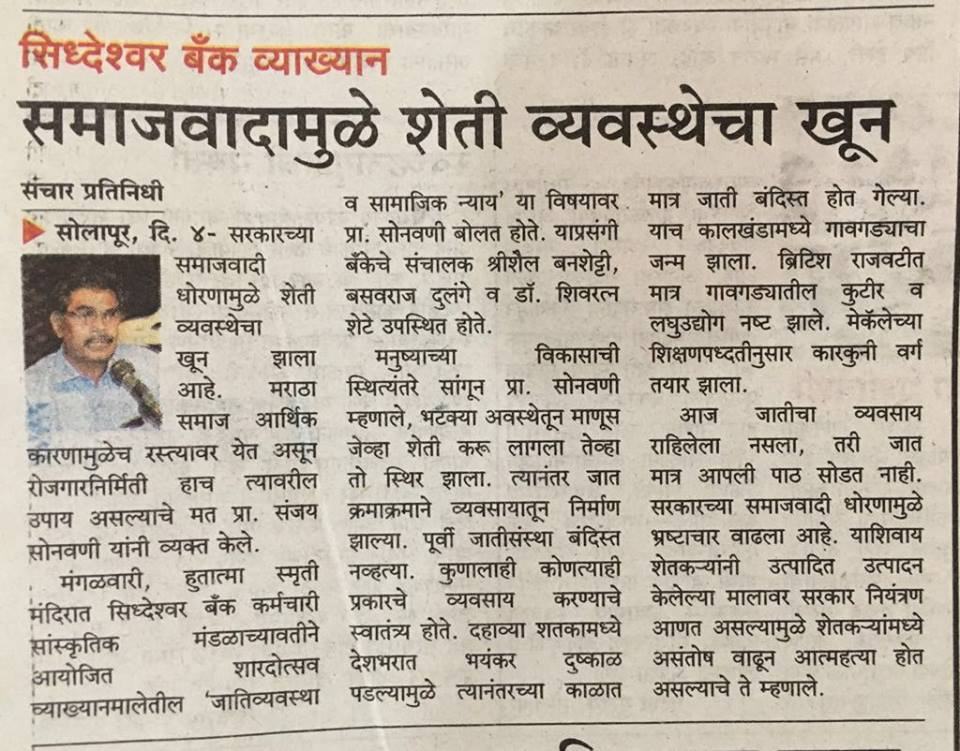 सिध्देश्वर बँक व्याख्यान
समाजवादामुळे शेती व्यवस्थेचा खून
संचार प्रतिनिधी
सोलापूर, दि. ४- सरकारच्या
समाजवादी
धोरणामुळे शेती
व्यवस्थेचा
खून झाला
आहे. मराठा
समाज आर्थिक
कारणामुळेच रस्त्यावर येत असून
रोजगारनिर्मिती हाच त्यावरील
उपाय असल्याचे मत प्रा. संजय
सोनवणी यांनी व्यक्त केले.
मंगळवारी, हुतात्मा स्मृती
मंदिरात सिध्देश्वर बँक कर्मचारी
सांस्कृतिक मंडळाच्यावतीने
आयोजित शारदोत्सव
व्याख्यानमालेतील 'जातिव्यवस्था
व सामाजिक न्याय' या विषयावर
प्रा. सोनवणी बोलत होते. याप्रसंगी
बँकेचे संचालक श्रीशैल बनशेट्टी,
बसवराज दुलंगे व डॉ. शिवरत्न
शेटे उपस्थित होते.
मनुष्याच्या विकासाची
स्थित्यंतरे सांगून प्रा. सोनवणी
म्हणाले, भटक्या अवस्थेतून माणूस
जेव्हा शेती करू लागला तेव्हा
तो स्थिर झाला. त्यानंतर जात
क्रमाक्रमाने व्यवसायातून निर्माण
झाल्या. पूर्वी जातीसंस्था बंदिस्त
नव्हत्या. कुणालाही कोणत्याही
प्रकारचे व्यवसाय करण्याचे
स्वातंत्र्य होते. दहाव्या शतकामध्ये
देशभरात भयंकर दुष्काळ
पडल्यामुळे त्यानंतरच्या काळात
मात्र जाती बंदिस्त होत गेल्या.
याच कालखंडामध्ये गावगड्याचा
जन्म झाला. ब्रिटिश राजवटीत
मात्र गावगड्यातील कुटीर व
लघुउद्योग नष्ट झाले. मेकॅलेच्या
शिक्षणपध्दतीनुसार कारकुनी वर्ग
तयार झाला.
आज जातीचा व्यवसाय
राहिलेला नसला, तरी जात
मात्र आपली पाठ सोडत नाही.
सरकारच्या समाजवादी धोरणामुळे
भ्रष्टाचार वाढला आहे. याशिवाय
शेतकऱ्यांनी उत्पादित उत्पादन
केलेल्या मालावर सरकार नियंत्रण
आणत असल्यामुळे शेतकऱ्यांमध्ये
असंतोष वाढून आत्महत्या होत
असल्याचे ते म्हणाले.